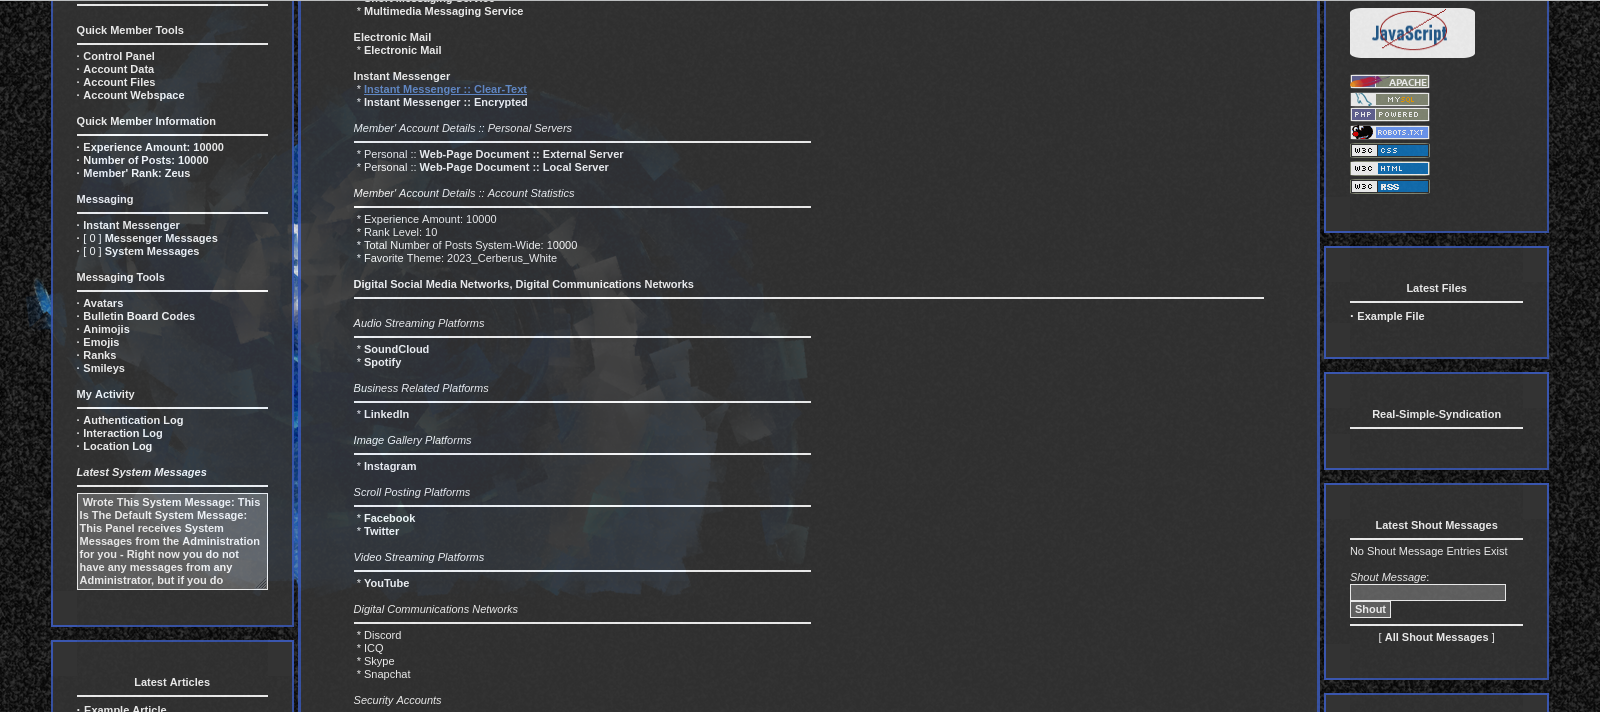 Quick Member Tools
· Control Panel
· Account Data
· Account Files
· Account Webspace
Quick Member Information
· Experience Amount: 10000
· Number of Posts: 10000
· Member' Rank: Zeus
Messaging
· Instant Messenger
· [ 0 ] Messenger Messages
· [ 0 ] System Messages
Messaging Tools
· Avatars
· Bulletin Board Codes
· Animojis
· Emojis
· Ranks
· Smileys
My Activity
· Authentication Log
· Interaction Log
· Location Log
Latest System Messages
Wrote This System Message: This
Is The Default System Message:
This Panel receives System
Messages from the Administration
for you - Right now you do not
have any messages from any
Administrator, but if you do
Latest Articles
· Example Article
* Short Messaging Service
* Multimedia Messaging Service
Electronic Mail
* Electronic Mail
Instant Messenger
* Instant Messenger :: Clear-Text
* Instant Messenger :: Encrypted
Member' Account Details :: Personal Servers
* Personal :: Web-Page Document :: External Server
* Personal :: Web-Page Document :: Local Server
Member' Account Details :: Account Statistics
* Experience Amount: 10000
* Rank Level: 10
* Total Number of Posts System-Wide: 10000
* Favorite Theme: 2023_Cerberus_White
Digital Social Media Networks, Digital Communications Networks
Audio Streaming Platforms
* SoundCloud
* Spotify
Business Related Platforms
* LinkedIn
Image Gallery Platforms
* Instagram
Scroll Posting Platforms
* Facebook
* Twitter
Video Streaming Platforms
* YouTube
Digital Communications Networks
* Discord
* ICQ
* Skype
* Snapchat
Security Accounts
JavaScript
APACHE
MYSQL
PHP POWERED
ROBOTS.TXT
W3C CSS
W3C HTML
W3C RSS
Latest Files
· Example File
Real-Simple-Syndication
Latest Shout Messages
No Shout Message Entries Exist
Shout Message:
Shout
[ All Shout Messages ]